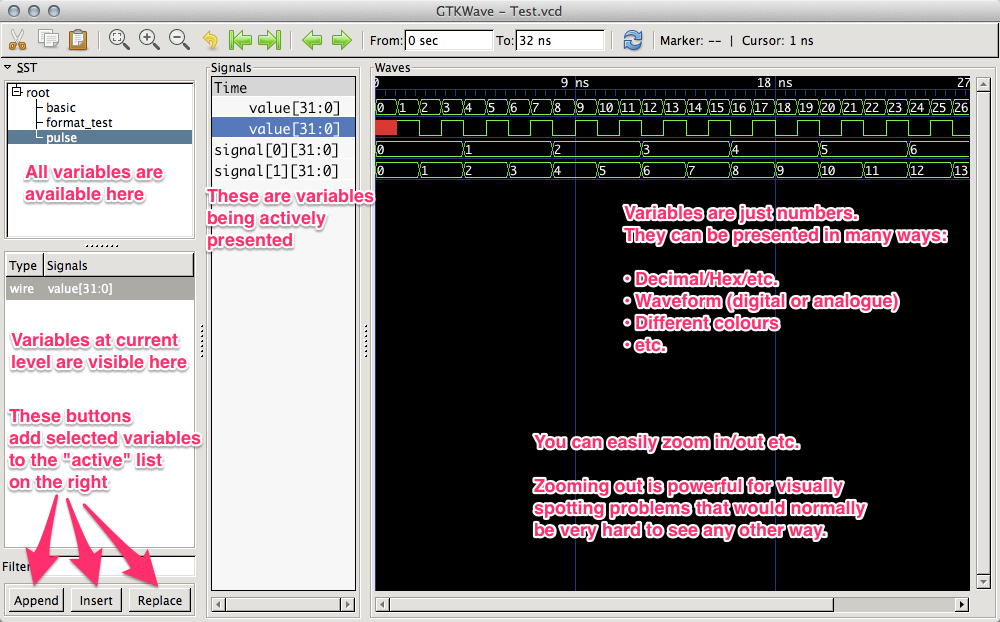 GTKWave – Test.vcd
From: 0 sec To: 32 ns Marker: -- | Cursor: 1 ns
SST
root
basic
format_test
pulse
All variables are
available here
Type Signals
wire value[31:0]
Variables at current
level are visible here
These buttons
add selected variables
to the "active" list
on the right
Filter:
Append Insert Replace
Signals
Time
value[31:0]
value[31:0]
signal[0][31:0]
signal[1][31:0]
These are variables
being actively
presented
Waves
0 9 ns 18 ns 27
0 1 2 3 4 5 6 7 8 9 10 11 12 13 14 15 16 17 18 19 20 21 22 23 24 25 26
0 1 2 3 4 5 6
0 1 2 3 4 5 6 7 8 9 10 11 12 13
Variables are just numbers.
They can be presented in many ways:
• Decimal/Hex/etc.
• Waveform (digital or analogue)
• Different colours
• etc.
You can easily zoom in/out etc.
Zooming out is powerful for visually
spotting problems that would normally
be very hard to see any other way.